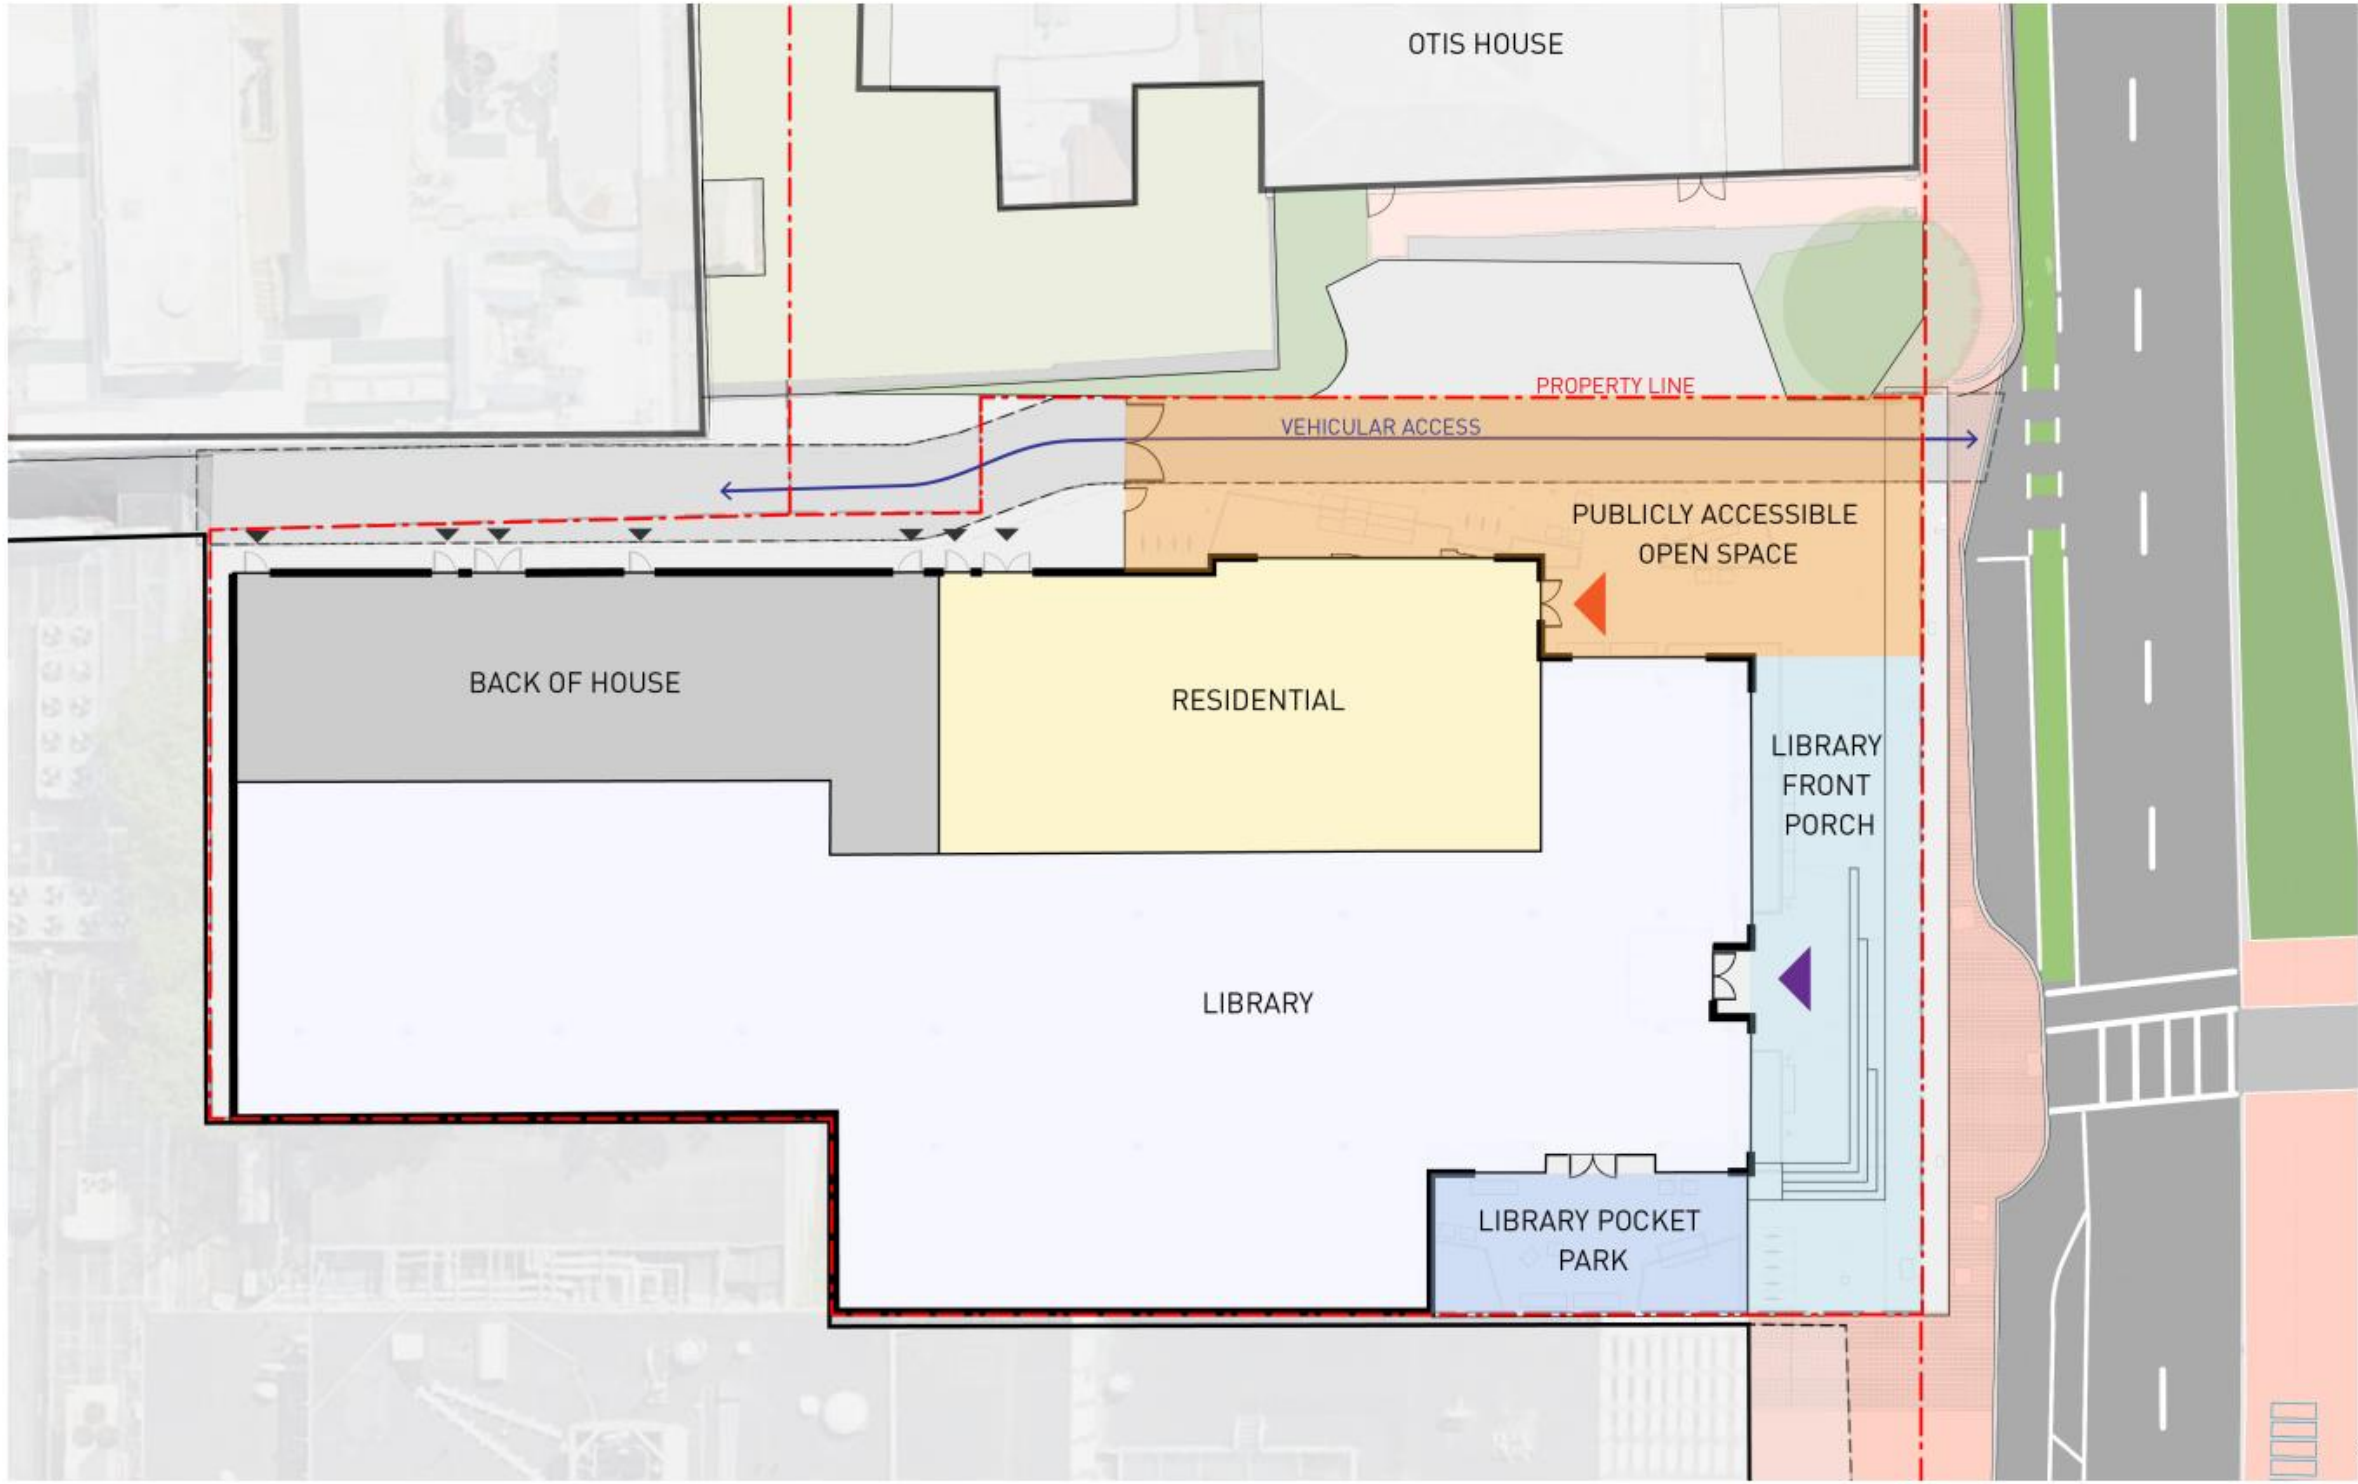 OTIS HOUSE
PROPERTY LINE
VEHICULAR ACCESS
PUBLICLY ACCESSIBLE
OPEN SPACE
BACK OF HOUSE
RESIDENTIAL
LIBRARY
FRONT
PORCH
LIBRARY
LIBRARY POCKET
PARK